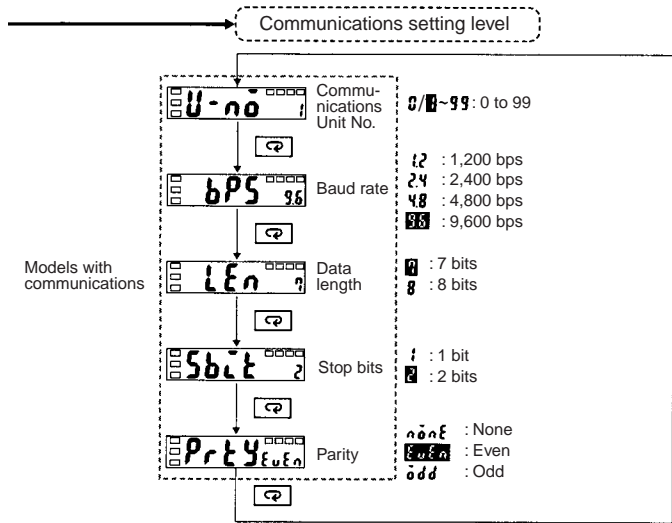 Communications setting level
U-no 1
Commu-
nications
Unit No.
0/1~99: 0 to 99
bPS 9.6
Baud rate
1.2 : 1,200 bps
2.4 : 2,400 bps
4.8 : 4,800 bps
9.6 : 9,600 bps
Models with
communications
LEn 7
Data
length
7 : 7 bits
8 : 8 bits
Sbit 2
Stop bits
1 : 1 bit
2 : 2 bits
PrtY EvEn
Parity
nonE : None
EvEn : Even
odd : Odd